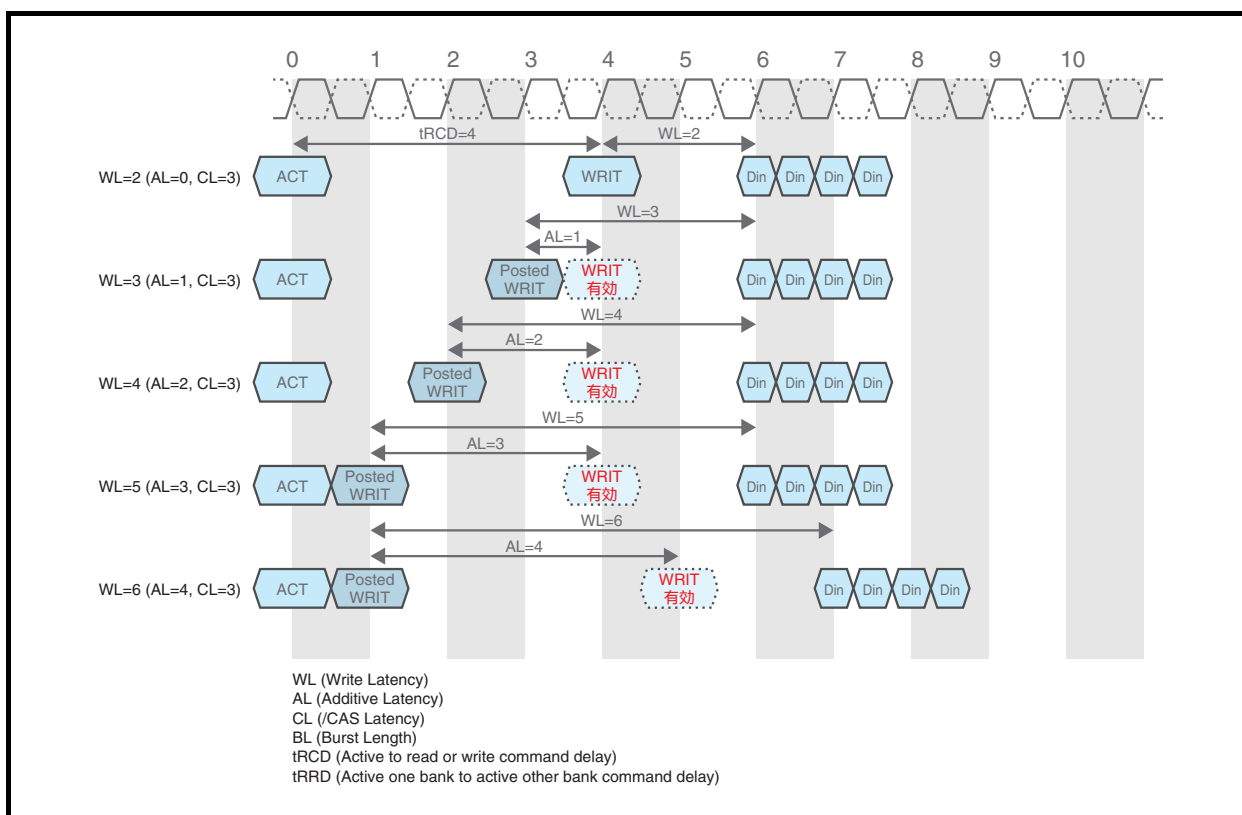 0 1 2 3 4 5 6 7 8 9 10
tRCD=4 WL=2
WL=2 (AL=0, CL=3) ACT WRIT Din Din Din Din
WL=3
AL=1
WL=3 (AL=1, CL=3) ACT Posted WRIT WRIT 有効 Din Din Din Din
WL=4
AL=2
WL=4 (AL=2, CL=3) ACT Posted WRIT WRIT 有効 Din Din Din Din
WL=5
AL=3
WL=5 (AL=3, CL=3) ACT Posted WRIT WRIT 有効 Din Din Din Din
WL=6
AL=4
WL=6 (AL=4, CL=3) ACT Posted WRIT WRIT 有効 Din Din Din Din
WL (Write Latency)
AL (Additive Latency)
CL (/CAS Latency)
BL (Burst Length)
tRCD (Active to read or write command delay)
tRRD (Active one bank to active other bank command delay)